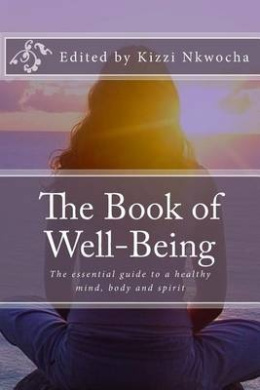 Edited by Kizzi Nkwocha
The Book of
Well-Being
The essential guide to a healthy
mind, body and spirit